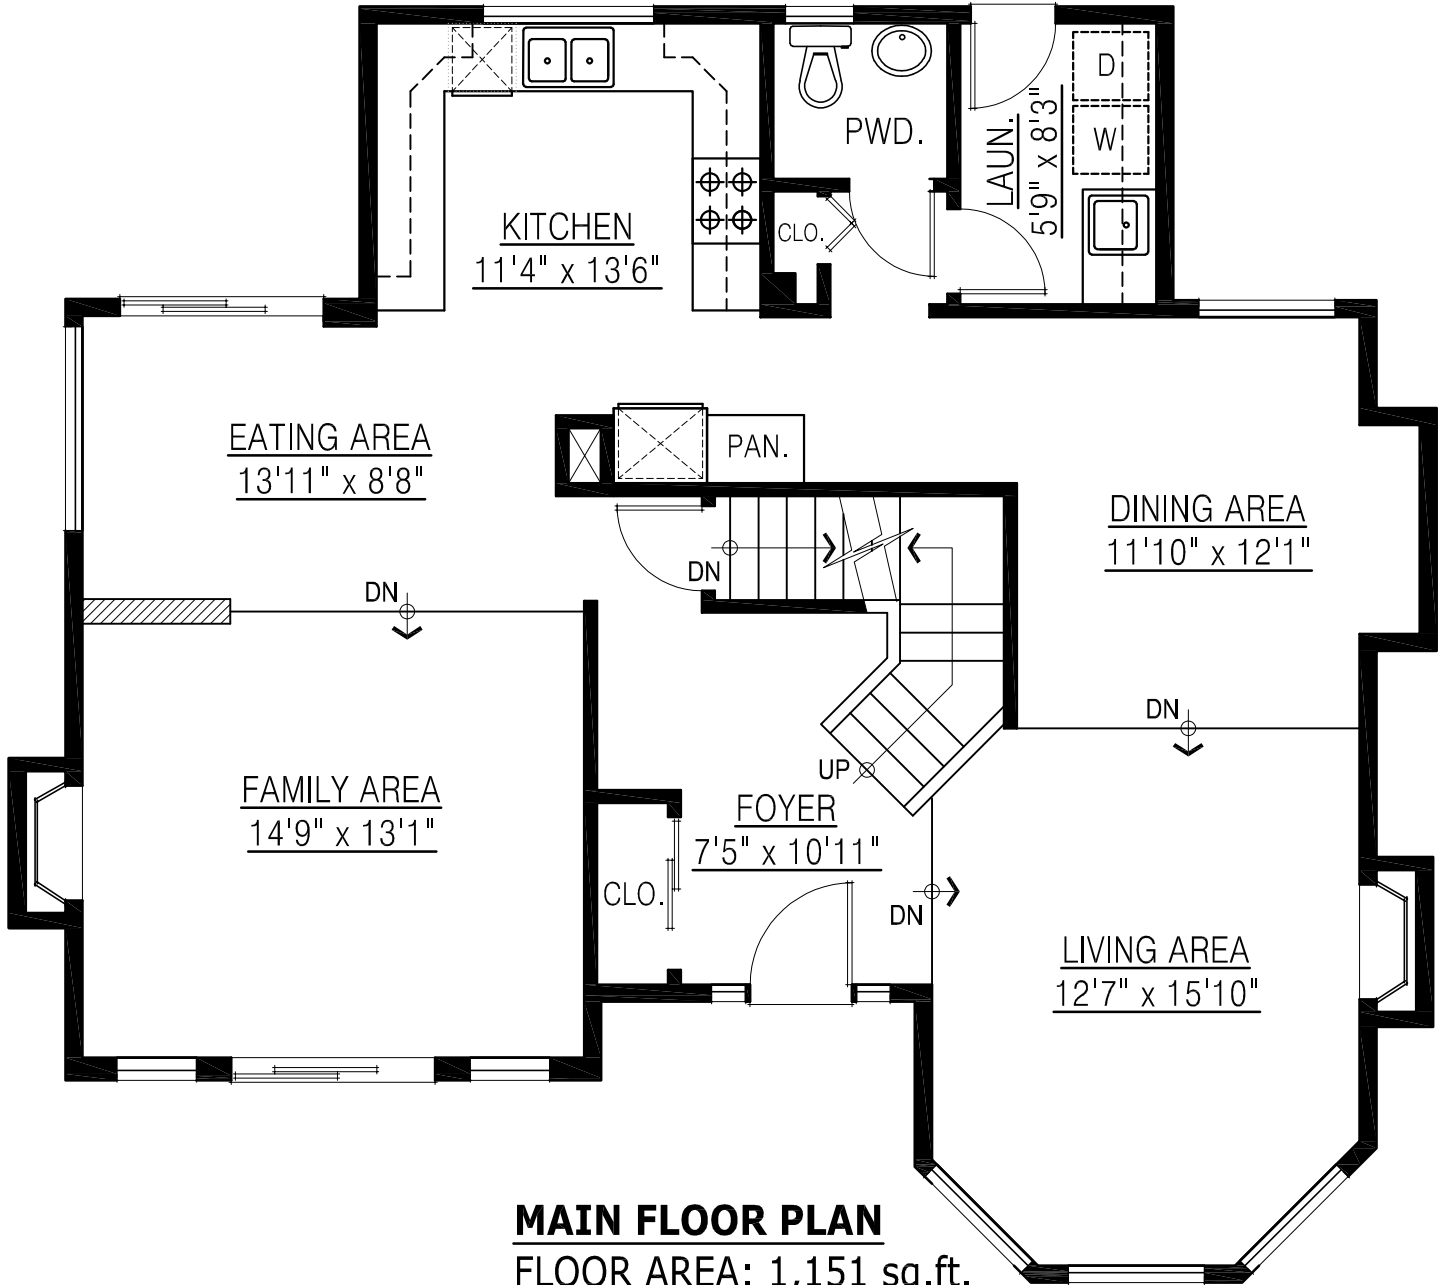 D
W
PWD.
LAUN.
5'9" x 8'3"
CLO.
KITCHEN
11'4" x 13'6"
EATING AREA
13'11" x 8'8"
PAN.
DINING AREA
11'10" x 12'1"
DN
DN
DN
UP
FAMILY AREA
14'9" x 13'1"
FOYER
7'5" x 10'11"
CLO.
DN
LIVING AREA
12'7" x 15'10"
MAIN FLOOR PLAN
FLOOR AREA: 1,151 sq.ft.